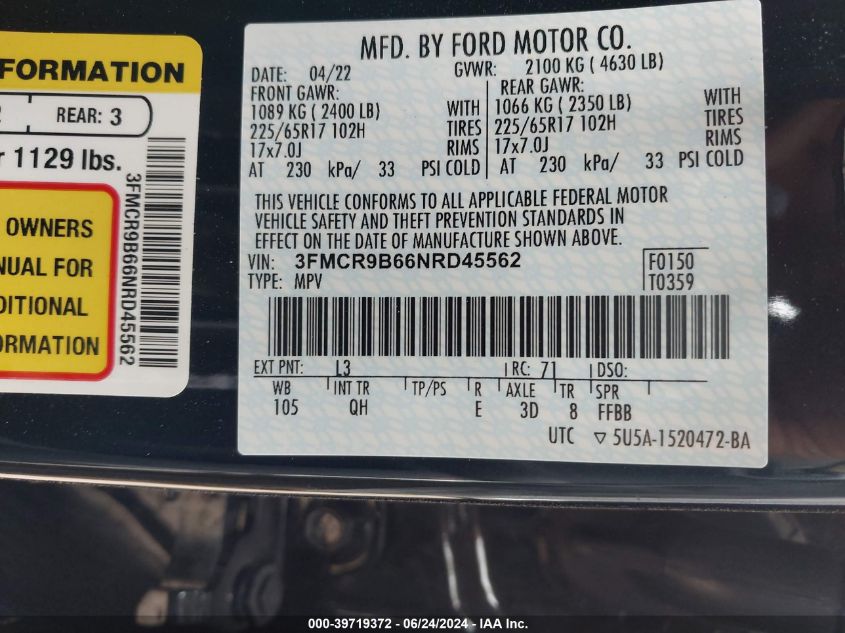 FORMATION
REAR: 3
1129 lbs.
OWNERS
NUAL FOR
DITIONAL
ORMATION
3FMCR9B66NRD45562
MFD. BY FORD MOTOR CO.
DATE: 04/22 GVWR: 2100 KG ( 4630 LB)
FRONT GAWR: REAR GAWR:
1089 KG ( 2400 LB) WITH 1066 KG ( 2350 LB) WITH
225/65R17 102H TIRES 225/65R17 102H TIRES
17x7.0J RIMS 17x7.0J RIMS
AT 230 kPa/ 33 PSI COLD AT 230 kPa/ 33 PSI COLD
THIS VEHICLE CONFORMS TO ALL APPLICABLE FEDERAL MOTOR
VEHICLE SAFETY AND THEFT PREVENTION STANDARDS IN
EFFECT ON THE DATE OF MANUFACTURE SHOWN ABOVE.
VIN: 3FMCR9B66NRD45562 F0150
TYPE: MPV T0359
EXT PNT: L3 RC: 71 DSO:
WB INT TR TP/PS R AXLE TR SPR
105 QH E 3D 8 FFBB
UTC ▽ 5U5A-1520472-BA
000-39719372 - 06/24/2024 - IAA Inc.